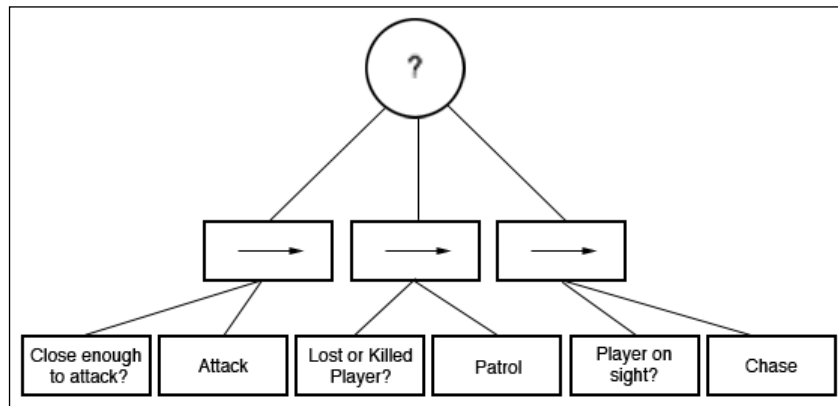 ?
Close enough
to attack?
Attack
Lost or Killed
Player?
Patrol
Player on
sight?
Chase